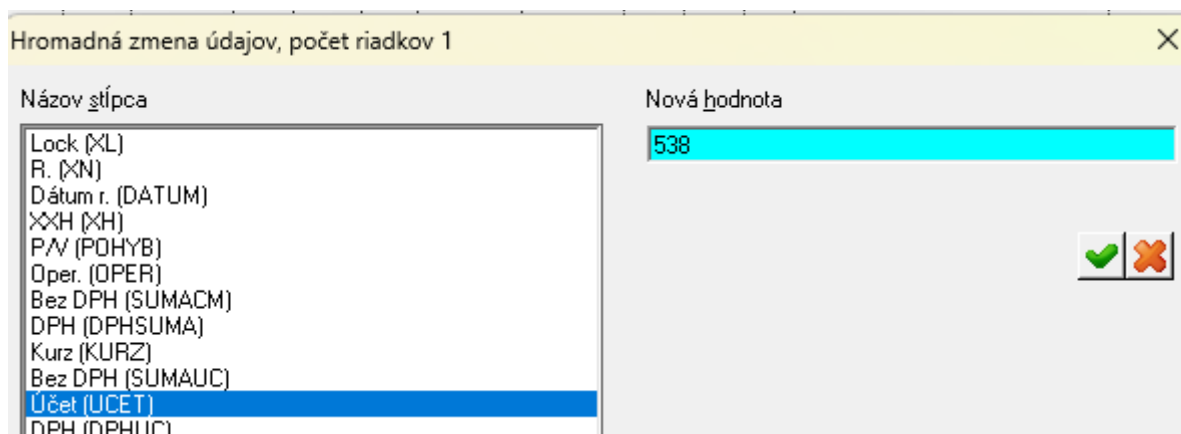 Hromadná zmena údajov, počet riadkov 1
Názov stĺpca
Nová hodnota
Lock (XL)
538
R. (XN)
Dátum r. (DATUM)
XXH (XH)
P/V (POHYB)
Oper. (OPER)
Bez DPH (SUMACM)
DPH (DPHSUMA)
Kurz (KURZ)
Bez DPH (SUMAUC)
Účet (UCET)
DPH (DPHUC)